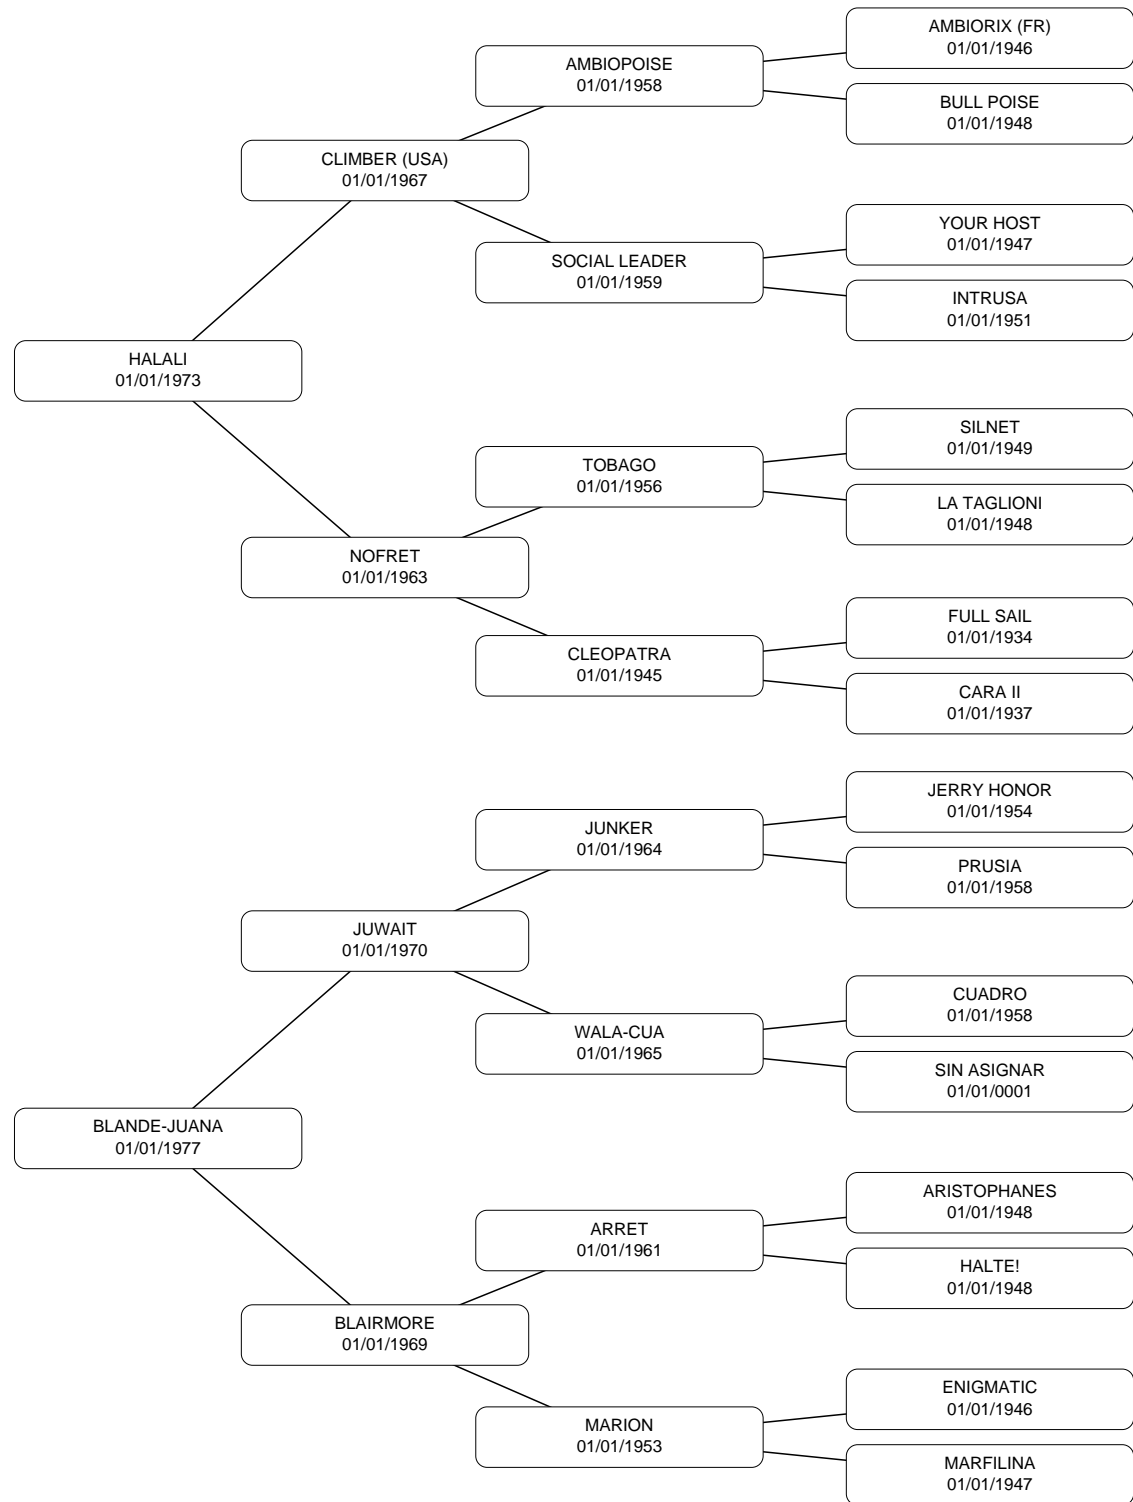 AMBIORIX (FR)
01/01/1946
AMBIOPOISE
01/01/1958
BULL POISE
01/01/1948
CLIMBER (USA)
01/01/1967
YOUR HOST
01/01/1947
SOCIAL LEADER
01/01/1959
INTRUSA
01/01/1951
HALALI
01/01/1973
SILNET
01/01/1949
TOBAGO
01/01/1956
LA TAGLIONI
01/01/1948
NOFRET
01/01/1963
FULL SAIL
01/01/1934
CLEOPATRA
01/01/1945
CARA II
01/01/1937
JERRY HONOR
01/01/1954
JUNKER
01/01/1964
PRUSIA
01/01/1958
JUWAIT
01/01/1970
CUADRO
01/01/1958
WALA-CUA
01/01/1965
SIN ASIGNAR
01/01/0001
BLANDE-JUANA
01/01/1977
ARISTOPHANES
01/01/1948
ARRET
01/01/1961
HALTE!
01/01/1948
BLAIRMORE
01/01/1969
ENIGMATIC
01/01/1946
MARION
01/01/1953
MARFILINA
01/01/1947